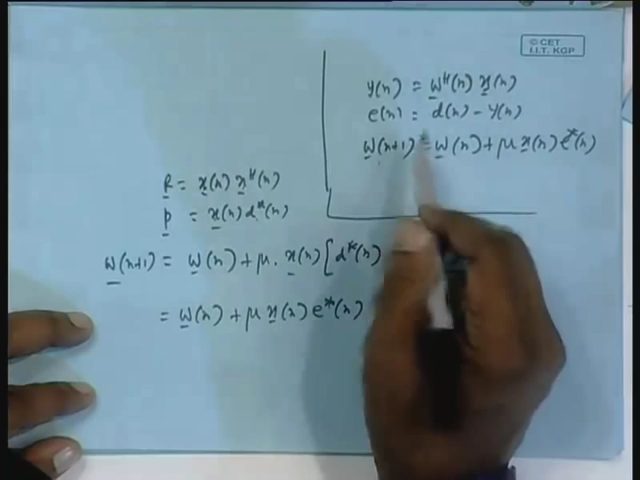 © CET
I.I.T. KGP
y(n) = w^H(n) x(n)
e(n) = d(n) - y(n)
w(n+1) = w(n) + μ x(n) e*(n)
R = x(n) x^H(n)
p = x(n) d*(n)
w(n+1) = w(n) + μ. x(n) [d*(n)
= w(n) + μ x(n) e*(n)